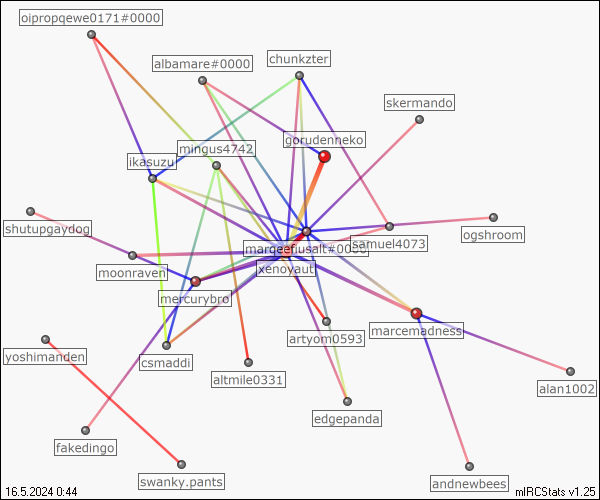 oipropqewe0171#0000
chunkzter
albamare#0000
skermando
gorudenneko
mingus4742
ikasuzu
shutupgaydog
ogshroom
samuel4073
marqeefiusalt#0000
moonraven
xenoyaut
mercurybro
marcemadness
artyom0593
yoshimanden
csmaddi
altmile0331
alan1002
edgepanda
fakedingo
swanky.pants
andnewbees
16.5.2024 0:44
mIRCStats v1.25